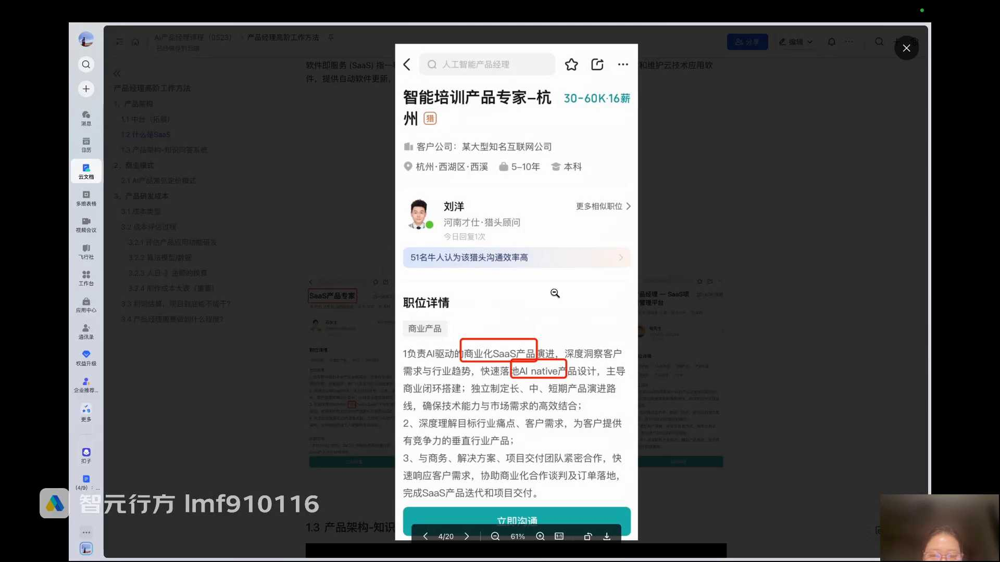 AI产品经理课程（0523）
产品经理高阶工作方法
已经保存到云端
分享
编辑
消息
日历
云文档
多维表格
视频会议
飞行社
工作台
应用中心
通讯录
权益升级
企业推荐...
更多
扣子
(4/9) : ...
产品经理高阶工作方法
1、产品架构
1.1 中台（拓展）
1.2 什么是SaaS
1.3 产品架构-知识问答系统
2、商业模式
2.1 AI产品常见定价模式
3、产品研发成本
3.1 成本类型
3.2 成本评估过程
3.2.1 评估产品应用功能研发
3.2.2 算法模型/数据
3.2.3 人日 → 金额的换算
3.2.4 制作成本大表（重要）
3.3 利润估算，项目到底能不能干？
3.4 产品经理需要做到什么程度？
软件即服务 (SaaS) 指一
和维护云技术应用软
件，提供自动软件更新，
人工智能产品经理
智能培训产品专家-杭州 猎
30-60K·16薪
客户公司：某大型知名互联网公司
杭州·西湖区·西溪 5-10年 本科
刘洋
更多相似职位
河南才仕·猎头顾问
今日回复1次
51名牛人认为该猎头沟通效率高
职位详情
商业产品
1负责AI驱动的商业化SaaS产品演进，深度洞察客户
需求与行业趋势，快速落地AI native产品设计，主导
商业闭环搭建；独立制定长、中、短期产品演进路
线，确保技术能力与市场需求的高效结合；
2、深度理解目标行业痛点、客户需求，为客户提供
有竞争力的垂直行业产品；
3、与商务、解决方案、项目交付团队紧密合作，快
速响应客户需求，协助商业化合作谈判及订单落地，
完成SaaS产品迭代和项目交付。
立即沟通
4/20
61%
1:1
SaaS产品专家
职位详情
品经理 — SaaS项
管理平台
1.3 产品架构-知识
智元行方 lmf910116